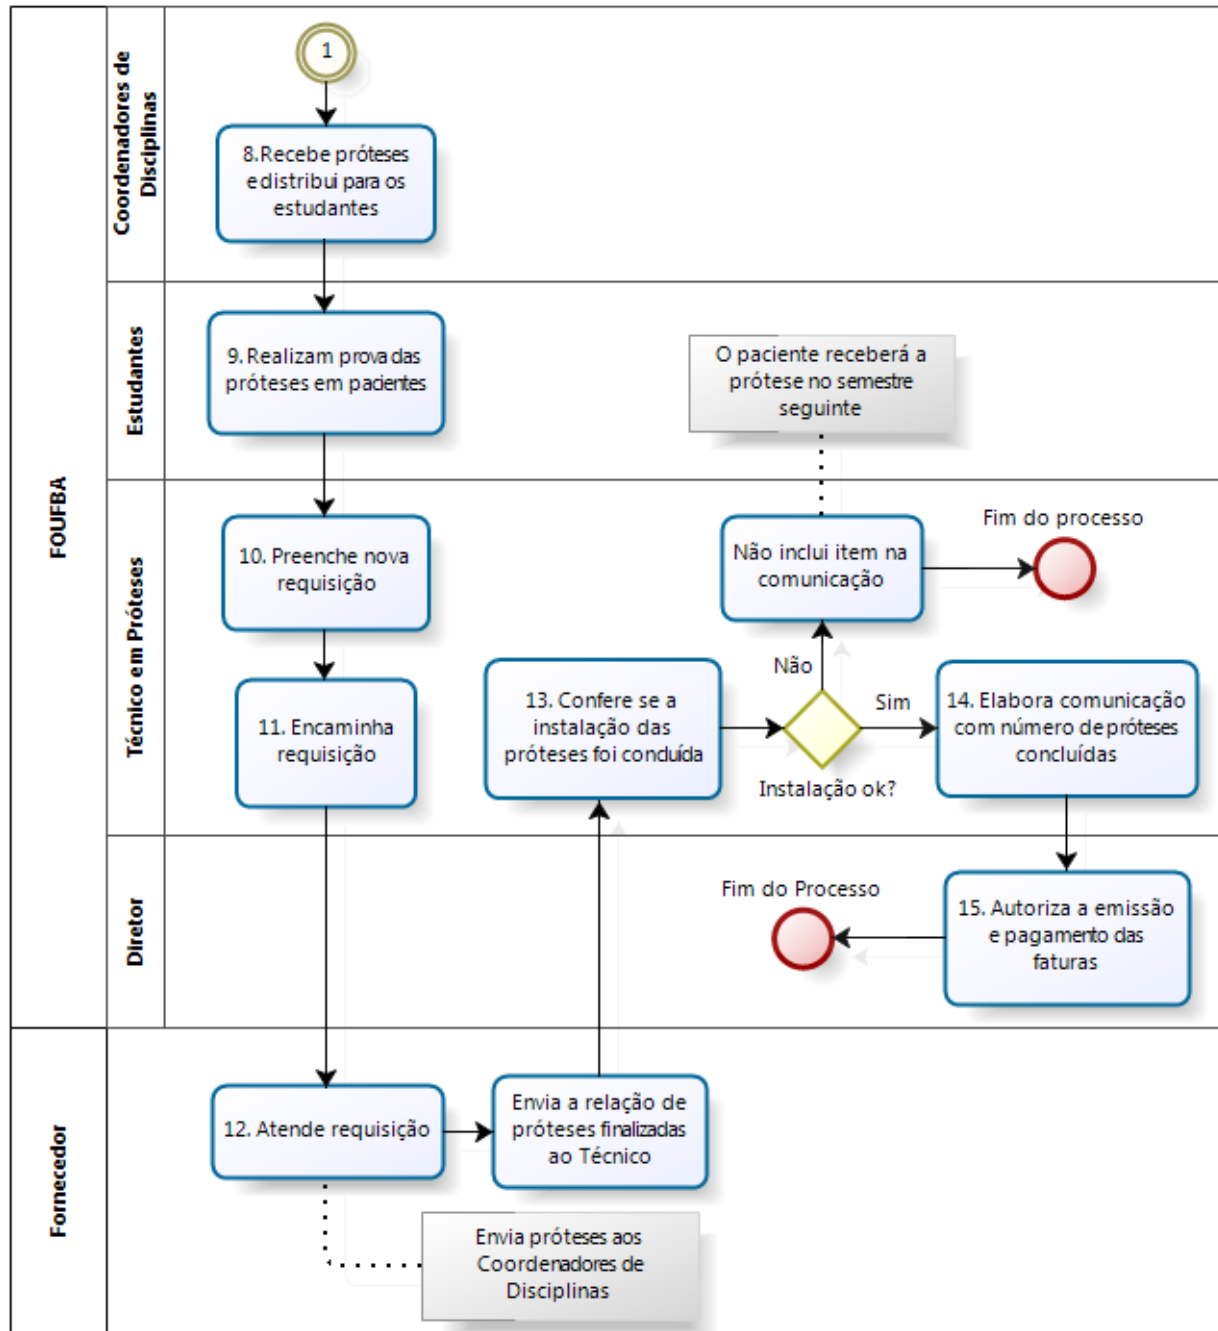 FOUFBA
Coordenadores de
Disciplinas
1
8.Recebe próteses
e distribui para os
estudantes
Estudantes
9. Realizam prova das
próteses em pacientes
O paciente receberá a
prótese no semestre
seguinte
Técnico em Próteses
10. Preenche nova
requisição
11. Encaminha
requisição
Não inclui item na
comunicação
Fim do processo
13. Confere se a
instalação das
próteses foi concluída
Não
Sim
Instalação ok?
14. Elabora comunicação
com número de próteses
concluídas
Diretor
Fim do Processo
15. Autoriza a emissão
e pagamento das
faturas
Fornecedor
12. Atende requisição
Envia a relação de
próteses finalizadas
ao Técnico
Envia próteses aos
Coordenadores de
Disciplinas